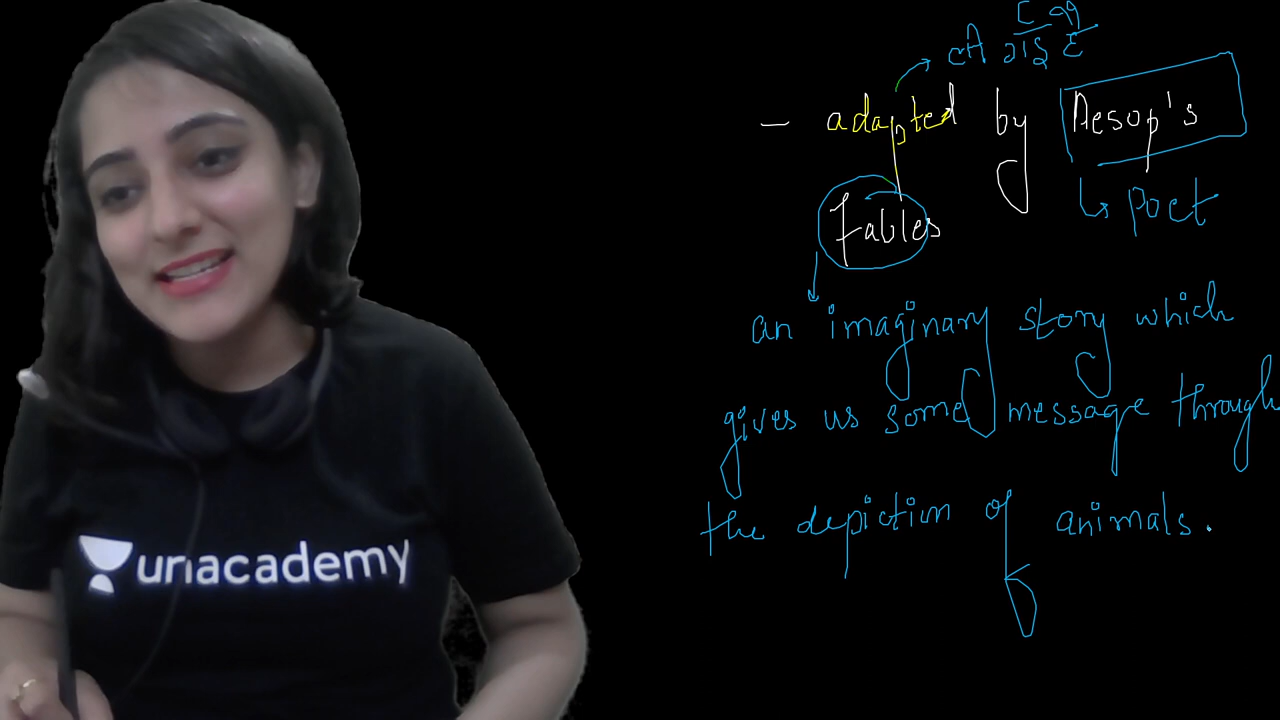 - adapted by Aesop's
↳ poet
fables
an imaginary story which
gives us some message through
the depiction of animals.
unacademy